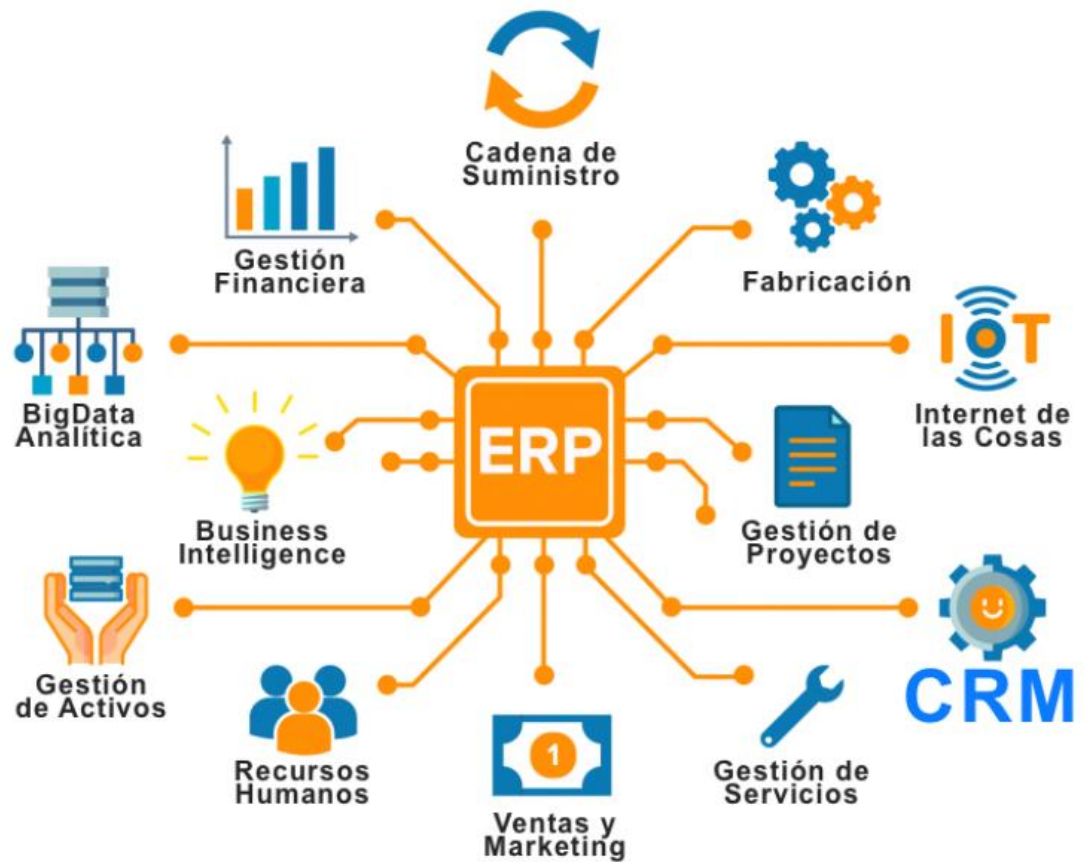 Cadena de
Suministro
Gestión
Financiera
Fabricación
BigData
Analítica
IOT
Internet de
las Cosas
ERP
Business
Intelligence
Gestión de
Proyectos
Gestión
de Activos
CRM
Recursos
Humanos
1
Ventas y
Marketing
Gestión de
Servicios